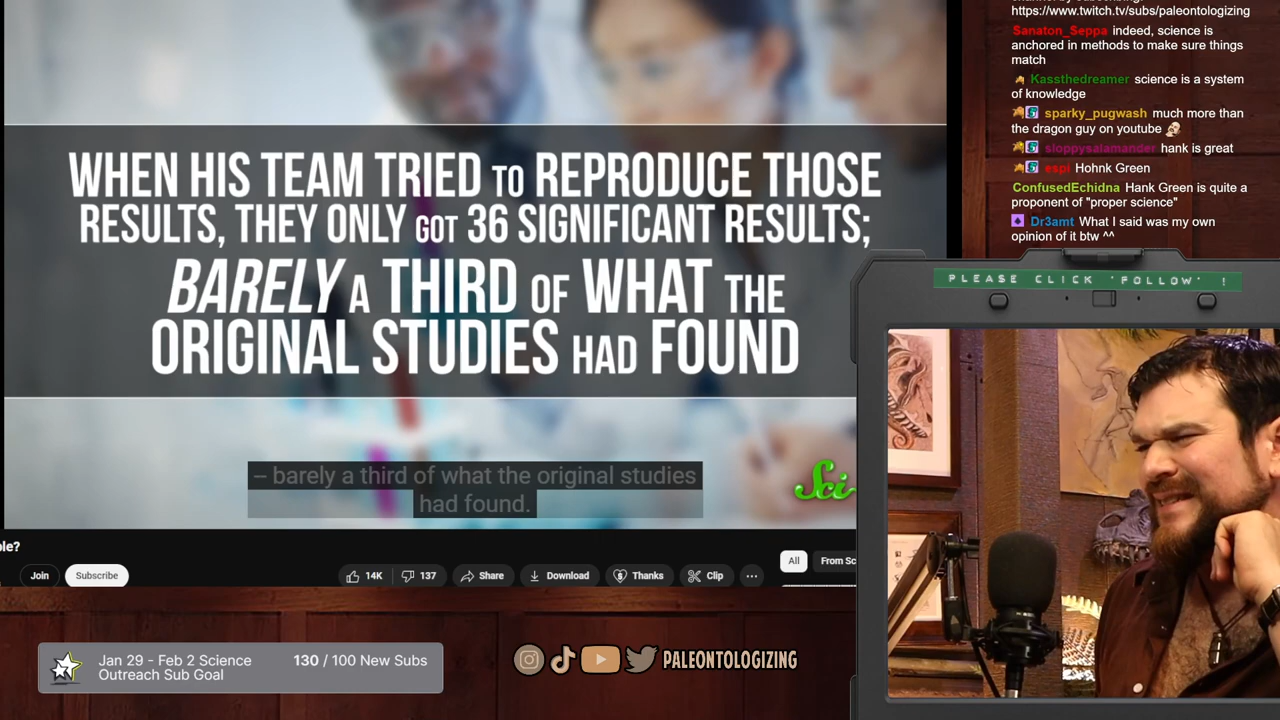 WHEN HIS TEAM TRIED TO REPRODUCE THOSE
RESULTS, THEY ONLY GOT 36 SIGNIFICANT RESULTS;
BARELY A THIRD OF WHAT THE
ORIGINAL STUDIES HAD FOUND
– barely a third of what the original studies
had found.
Sci
ble?
Join
Subscribe
14K
137
Share
Download
Thanks
Clip
All
From Sc
https://www.twitch.tv/subs/paleontologizing
Sanaton_Seppa indeed, science is
anchored in methods to make sure things
match
Kassthedreamer science is a system
of knowledge
sparky_pugwash much more than
the dragon guy on youtube
sloppysalamander hank is great
espi Hohnk Green
ConfusedEchidna Hank Green is quite a
proponent of "proper science"
Dr3amt What I said was my own
opinion of it btw ^^
PLEASE CLICK 'FOLLOW' !
Jan 29 - Feb 2 Science
Outreach Sub Goal
130 / 100 New Subs
PALEONTOLOGIZING